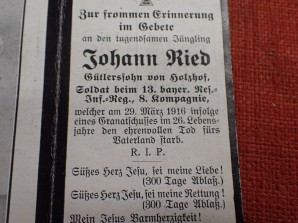 Zur frommen Erinnerung
im Gebete
an den tugendsamen Jüngling
Johann Ried
Gütlerssohn von Holzhof,
Soldat beim 13. bayer. Res.-
Inf.-Reg., 8. Kompagnie,
welcher am 29. März 1916 infolge
eines Granatschusses im 26. Lebens-
jahre den ehrenvollen Tod fürs
Vaterland starb.
R. I. P.
Süßes Herz Jesu, sei meine Liebe!
(300 Tage Ablaß.)
Süßes Herz Jesu, sei meine Rettung!
(300 Tage Ablaß.)
Mein Jesus Barmherzigkeit!